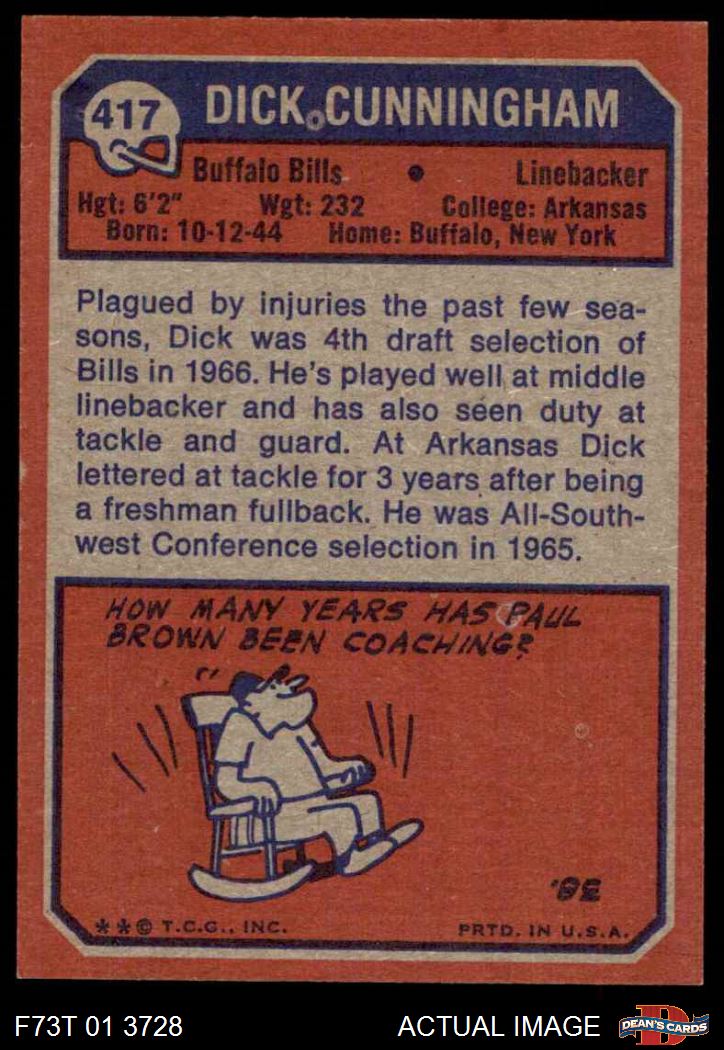 417
DICK CUNNINGHAM
Buffalo Bills • Linebacker
Hgt: 6'2" Wgt: 232 College: Arkansas
Born: 10-12-44 Home: Buffalo, New York
Plagued by injuries the past few sea-
sons, Dick was 4th draft selection of
Bills in 1966. He's played well at middle
linebacker and has also seen duty at
tackle and guard. At Arkansas Dick
lettered at tackle for 3 years after being
a freshman fullback. He was All-South-
west Conference selection in 1965.
HOW MANY YEARS HAS PAUL
BROWN BEEN COACHING?
38.
**© T.C.G., INC. PRTD. IN U.S.A.
F73T 01 3728 ACTUAL IMAGE
DEAN'S CARDS